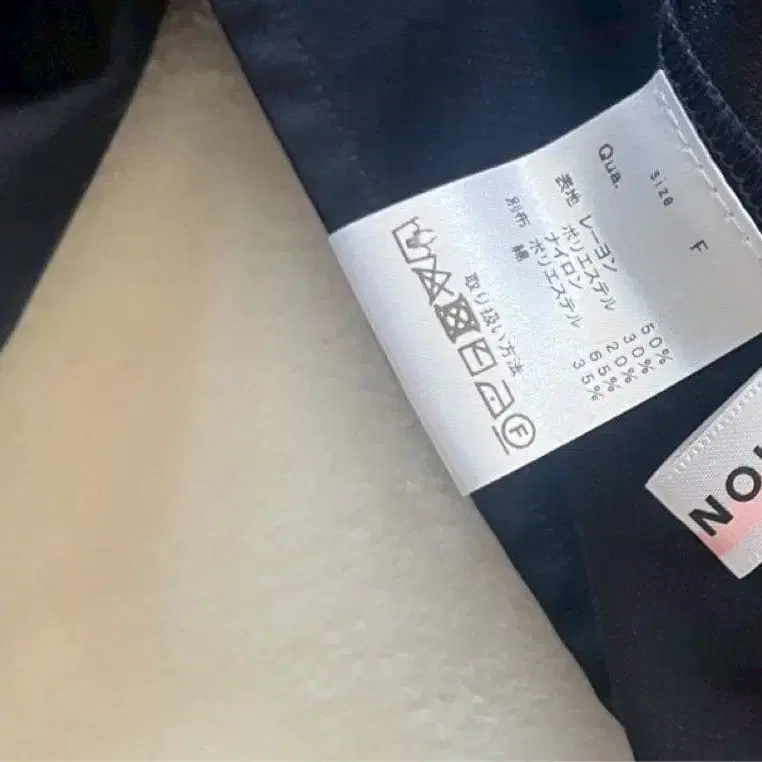 size F
Qua.
表地 レーヨン 50%
ポリエステル 30%
ナイロン 20%
別布 綿 65%
ポリエステル 35%
取り扱い方法
F